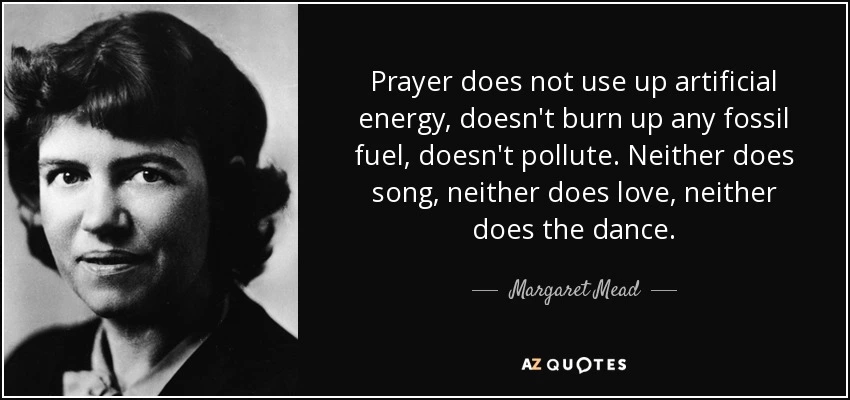 Prayer does not use up artificial
energy, doesn't burn up any fossil
fuel, doesn't pollute. Neither does
song, neither does love, neither
does the dance.
Margaret Mead
AZ QUOTES